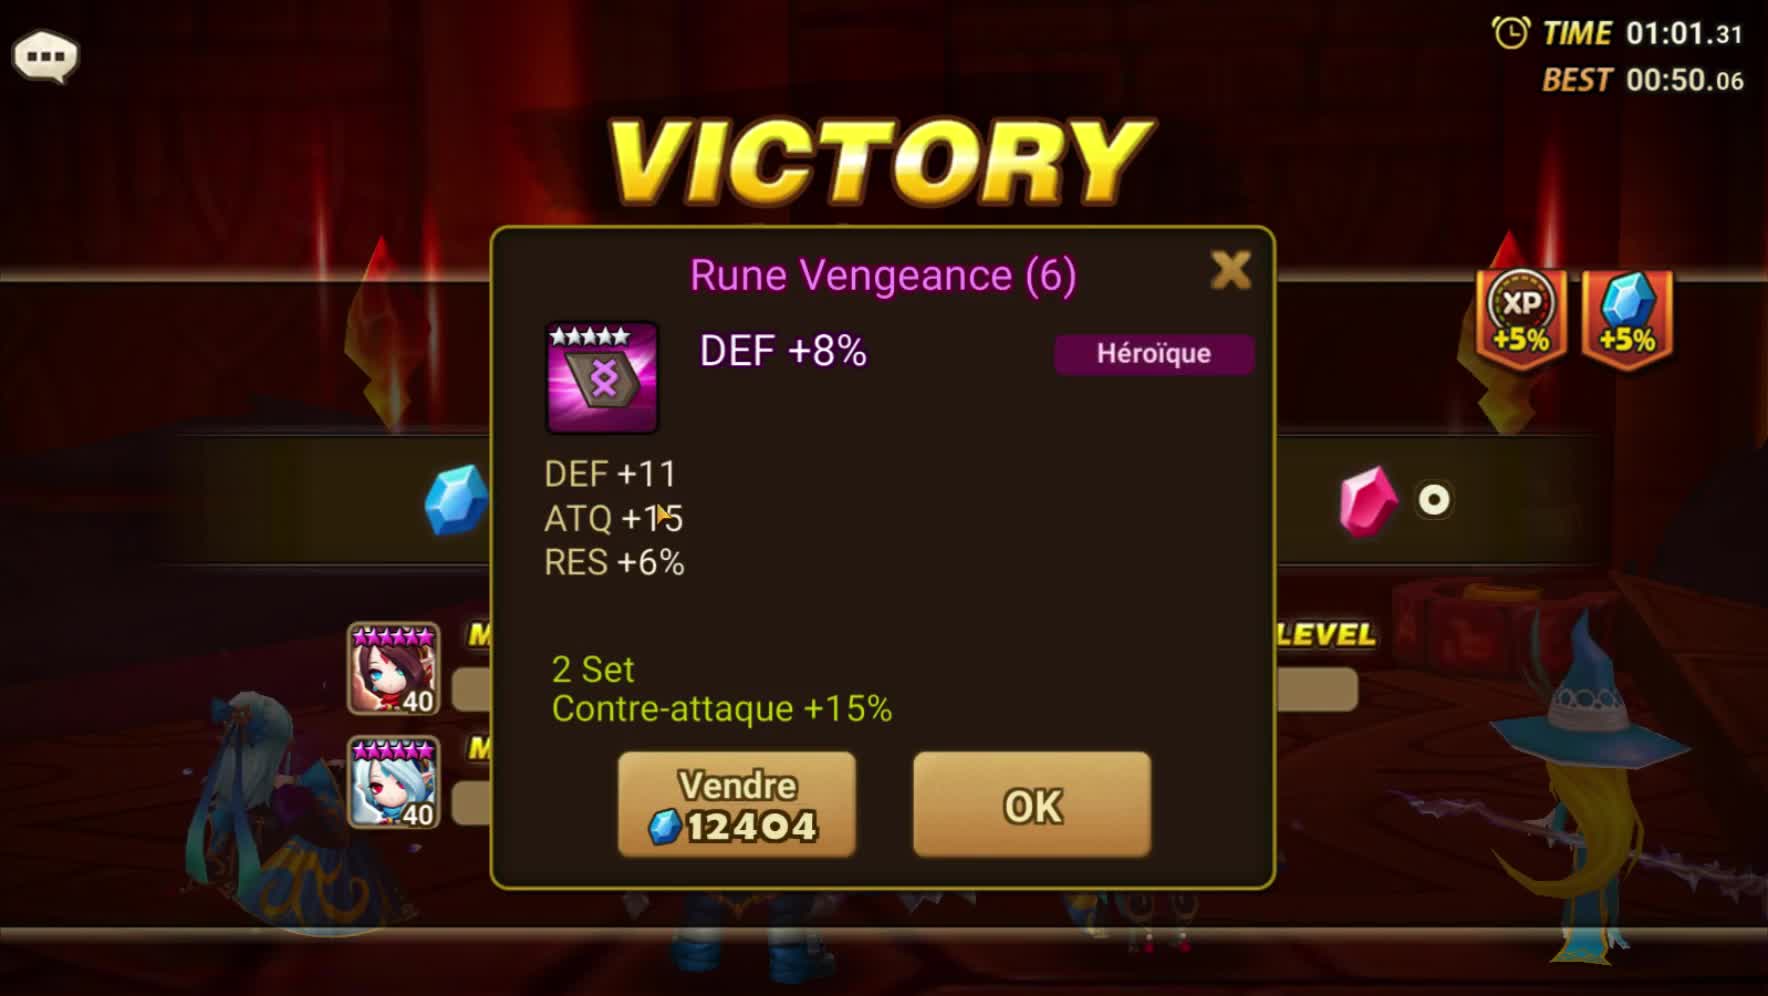 TIME 01:01.31
BEST 00:50.06
VICTORY
Rune Vengeance (6)
DEF +8%
Héroïque
XP
+5%
+5%
DEF +11
ATQ +15
RES +6%
0
2 Set
Contre-attaque +15%
40
M
LEVEL
40
M
Vendre
12404
OK